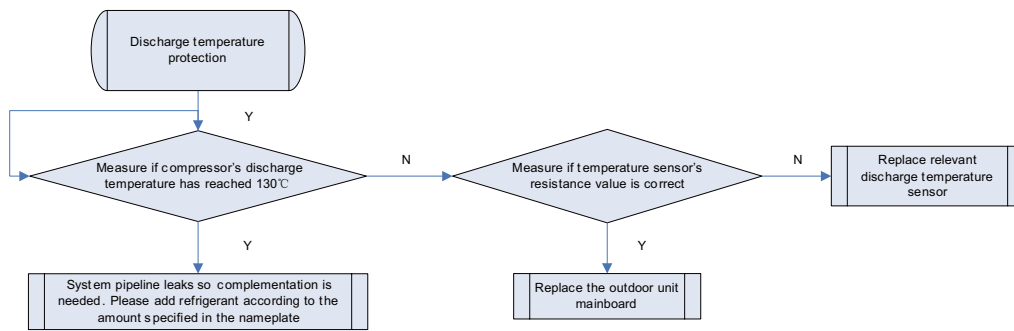 Discharge temperature
protection
Y
Measure if compressor's discharge
temperature has reached 130℃
N
Measure if temperature sensor's
resistance value is correct
N
Replace relevant
discharge temperature
sensor
Y
Y
System pipeline leaks so complementation is
needed. Please add refrigerant according to the
amount specified in the nameplate
Replace the outdoor unit
mainboard